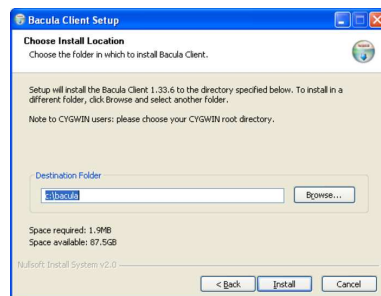 Bacula Client Setup
Choose Install Location
Choose the folder in which to install Bacula Client.
Setup will install the Bacula Client 1.33.6 to the directory specified below. To install in a
different folder, click Browse and select another folder.
Note to CYGWIN users: please choose your CYGWIN root directory.
Destination Folder
c:\bacula
Browse...
Space required: 1.9MB
Space available: 87.5GB
Nullsoft Install System v2.0
< Back
Install
Cancel